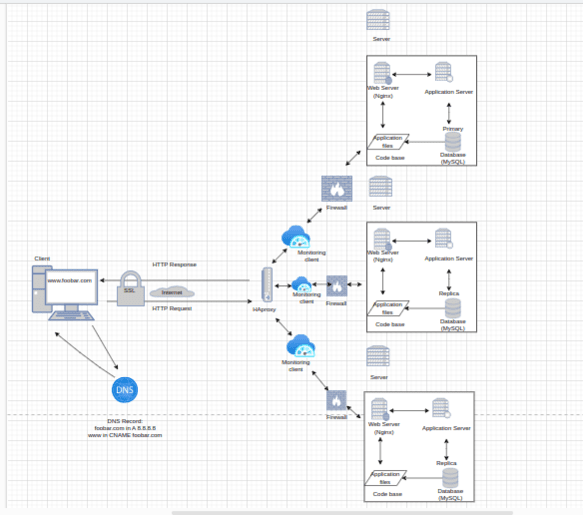 Server
Web Server
(Nginx)
Application Server
Primary
Application
files
Code base
Database
(MySQL)
Firewall
Server
Monitoring
client
Web Server
(Nginx)
Application Server
Replica
Application
files
Code base
Database
(MySQL)
Client
www.foobar.com
HTTP Response
SSL
Internet
HTTP Request
HAproxy
Monitoring
client
Firewall
Monitoring
client
Server
Firewall
Web Server
(Nginx)
Application Server
Replica
Application
files
Code base
Database
(MySQL)
DNS
DNS Record:
foobar.com in A 8.8.8.8
www in CNAME foobar.com